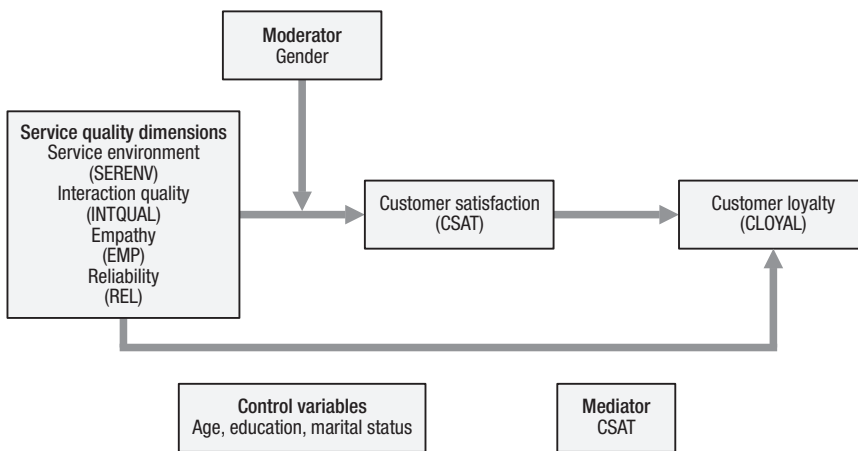 Moderator
Gender
Service quality dimensions
Service environment
(SERENV)
Interaction quality
(INTQUAL)
Empathy
(EMP)
Reliability
(REL)
Customer satisfaction
(CSAT)
Customer loyalty
(CLOYAL)
Control variables
Age, education, marital status
Mediator
CSAT